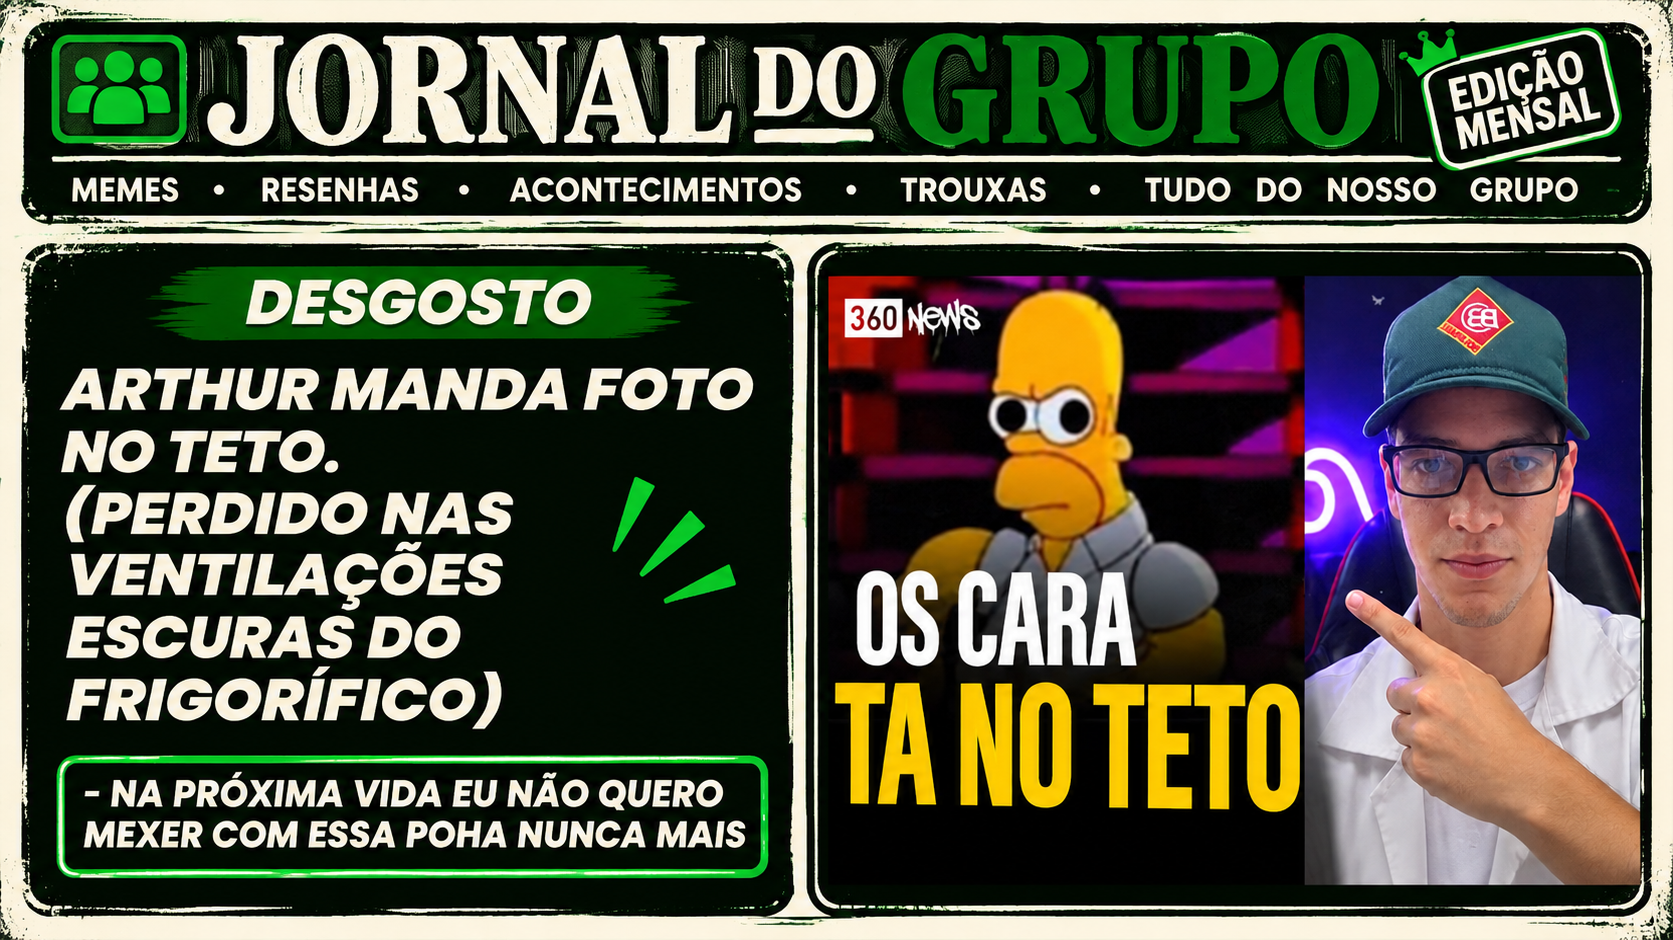 JORNAL DO GRUPO
EDIÇÃO
MENSAL
MEMES • RESENHAS • ACONTECIMENTOS • TROUXAS • TUDO DO NOSSO GRUPO
DESGOSTO
ARTHUR MANDA FOTO
NO TETO.
(PERDIDO NAS
VENTILAÇÕES
ESCURAS DO
FRIGORÍFICO)
- NA PRÓXIMA VIDA EU NÃO QUERO
MEXER COM ESSA POHA NUNCA MAIS
360 NEWS
OS CARA
TA NO TETO